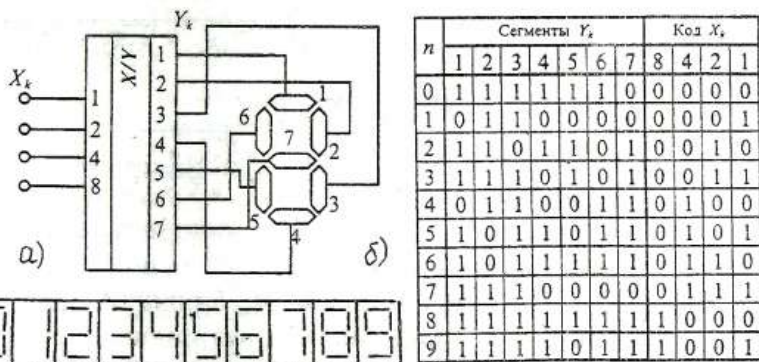 Yₖ
Xₖ
X/Y
1
2
3
4
5
6
7
1
2
4
8
1
6
7
2
5
3
4
а)
б)
0 1 2 3 4 5 6 7 8 9
n Сегменты Yₖ Код Xₖ
1 2 3 4 5 6 7 8 4 2 1
0 1 1 1 1 1 1 0 0 0 0 0
1 0 1 1 0 0 0 0 0 0 0 1
2 1 1 0 1 1 0 1 0 0 1 0
3 1 1 1 0 1 0 1 0 0 1 1
4 0 1 1 0 0 1 1 0 1 0 0
5 1 0 1 1 0 1 1 0 1 0 1
6 1 0 1 1 1 1 1 0 1 1 0
7 1 1 1 0 0 0 0 0 1 1 1
8 1 1 1 1 1 1 1 1 0 0 0
9 1 1 1 1 0 1 1 1 0 0 1